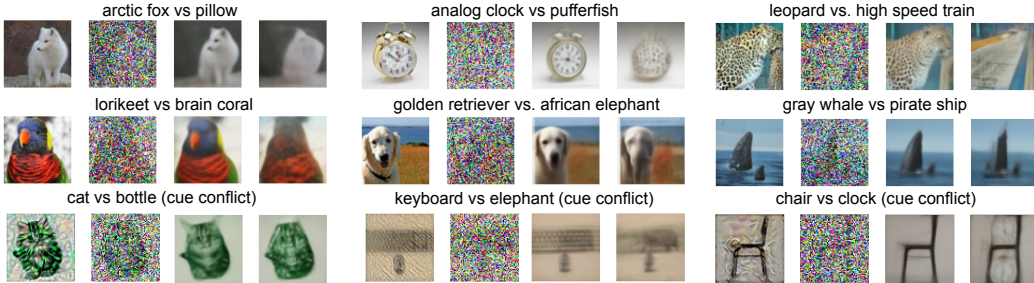 arctic fox vs pillow
analog clock vs pufferfish
leopard vs. high speed train
lorikeet vs brain coral
golden retriever vs. african elephant
gray whale vs pirate ship
cat vs bottle (cue conflict)
keyboard vs elephant (cue conflict)
chair vs clock (cue conflict)